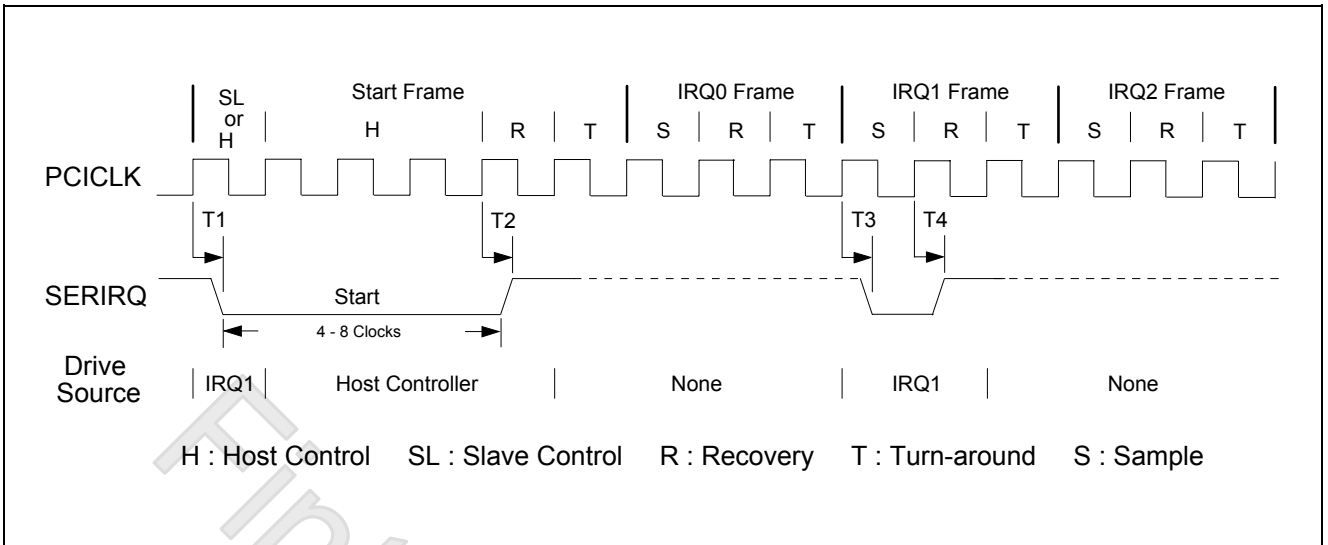 SL or H Start Frame IRQ0 Frame IRQ1 Frame IRQ2 Frame
H R T S R T S R T S R T
PCICLK
T1 T2 T3 T4
SERIRQ Start
4 - 8 Clocks
Drive Source IRQ1 Host Controller None IRQ1 None
H : Host Control SL : Slave Control R : Recovery T : Turn-around S : Sample